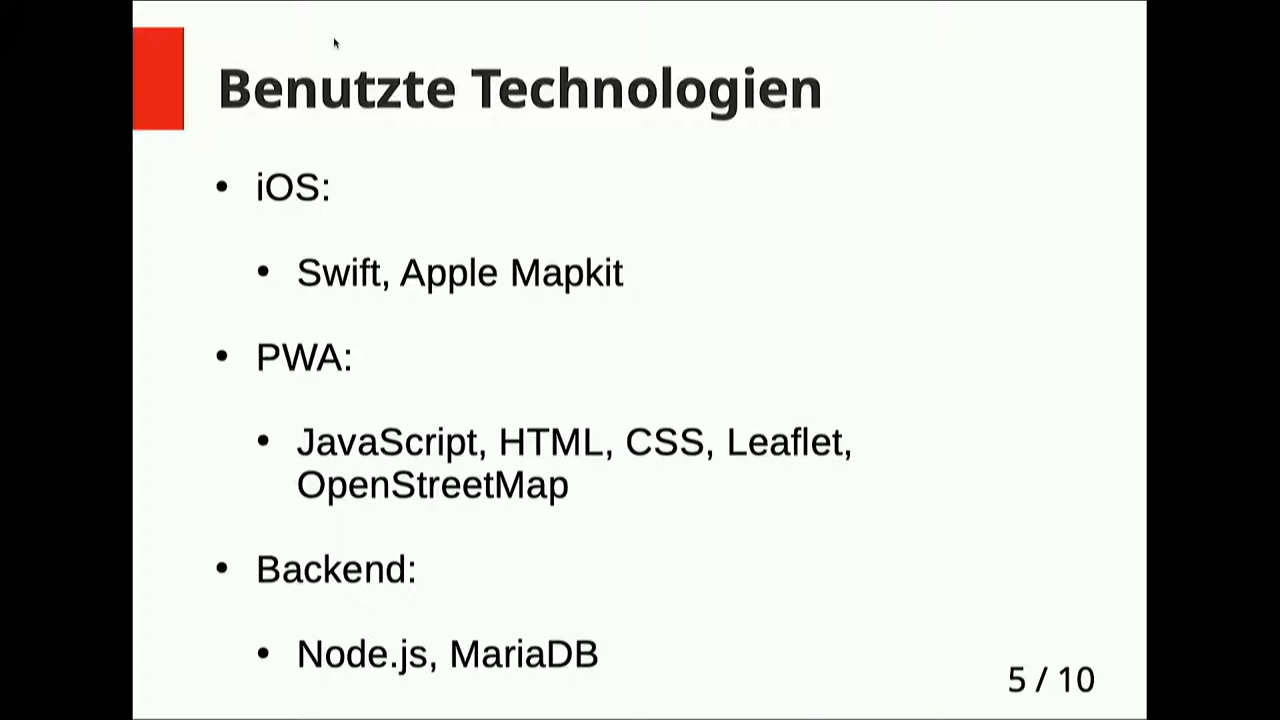 Benutzte Technologien
• iOS:
• Swift, Apple Mapkit
• PWA:
• JavaScript, HTML, CSS, Leaflet,
OpenStreetMap
• Backend:
• Node.js, MariaDB
5 / 10